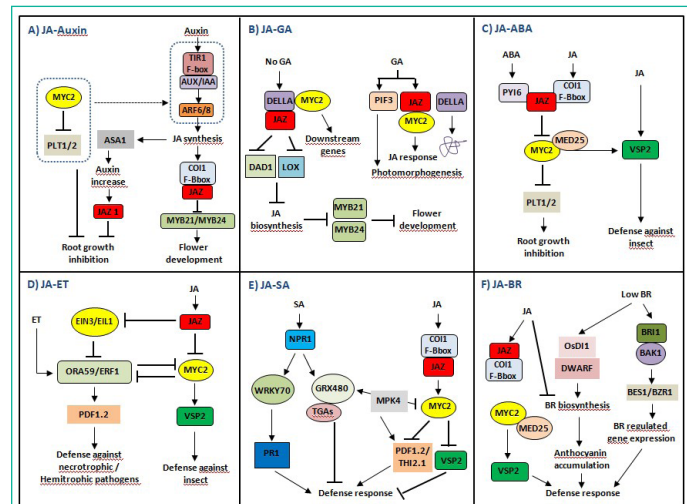 A) JA-Auxin
Auxin
TIR1
F-box
AUX/IAA
ARF6/8
MYC2
PLT1/2
ASA1
JA synthesis
Auxin
increase
COI1
F-Bbox
JAZ
JAZ 1
MYB21/MYB24
Root growth
inhibition
Flower
development
B) JA-GA
No GA
GA
DELLA
MYC2
JAZ
PIF3
JAZ
MYC2
DELLA
Downstream
genes
DAD1
LOX
JA response
Photomorphogenesis
JA
biosynthesis
MYB21
MYB24
Flower
development
C) JA-ABA
ABA
JA
JA
PYl6
COI1
F-Bbox
JAZ
MED25
MYC2
VSP2
PLT1/2
Root growth
inhibition
Defense against
insect
D) JA-ET
JA
ET
EIN3/EIL1
JAZ
ORA59/ERF1
MYC2
PDF1.2
VSP2
Defense against
necrotrophic /
Hemitrophic pathogens
Defense against
insect
E) JA-SA
SA
JA
NPR1
COI1
F-Bbox
JAZ
WRKY70
GRX480
TGAs
MPK4
MYC2
PR1
PDF1.2/
THI2.1
VSP2
Defense response
F) JA-BR
Low BR
JA
OsDI1
DWARF
BRI1
BAK1
JAZ
COI1
F-Bbox
BES1/BZR1
BR biosynthesis
MYC2
MED25
BR regulated
gene expression
Anthocyanin
accumulation
VSP2
Defense response